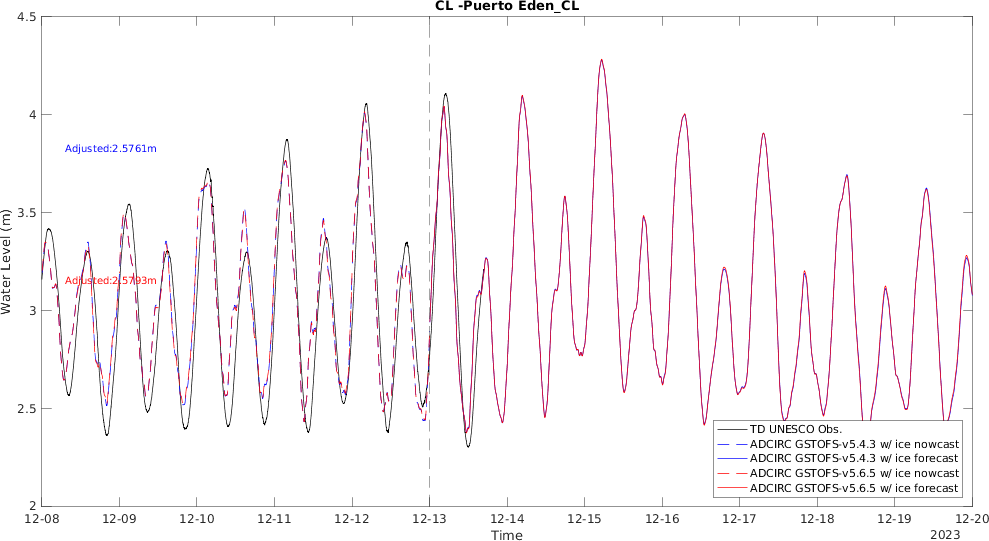 CL -Puerto Eden_CL
4.5
4
3.5
3
2.5
2
Water Level (m)
Adjusted:2.5761m
Adjusted:2.5793m
TD UNESCO Obs.
ADCIRC GSTOFS-v5.4.3 w/ ice nowcast
ADCIRC GSTOFS-v5.4.3 w/ ice forecast
ADCIRC GSTOFS-v5.6.5 w/ ice nowcast
ADCIRC GSTOFS-v5.6.5 w/ ice forecast
12-08 12-09 12-10 12-11 12-12 12-13 12-14 12-15 12-16 12-17 12-18 12-19 12-20
Time
2023